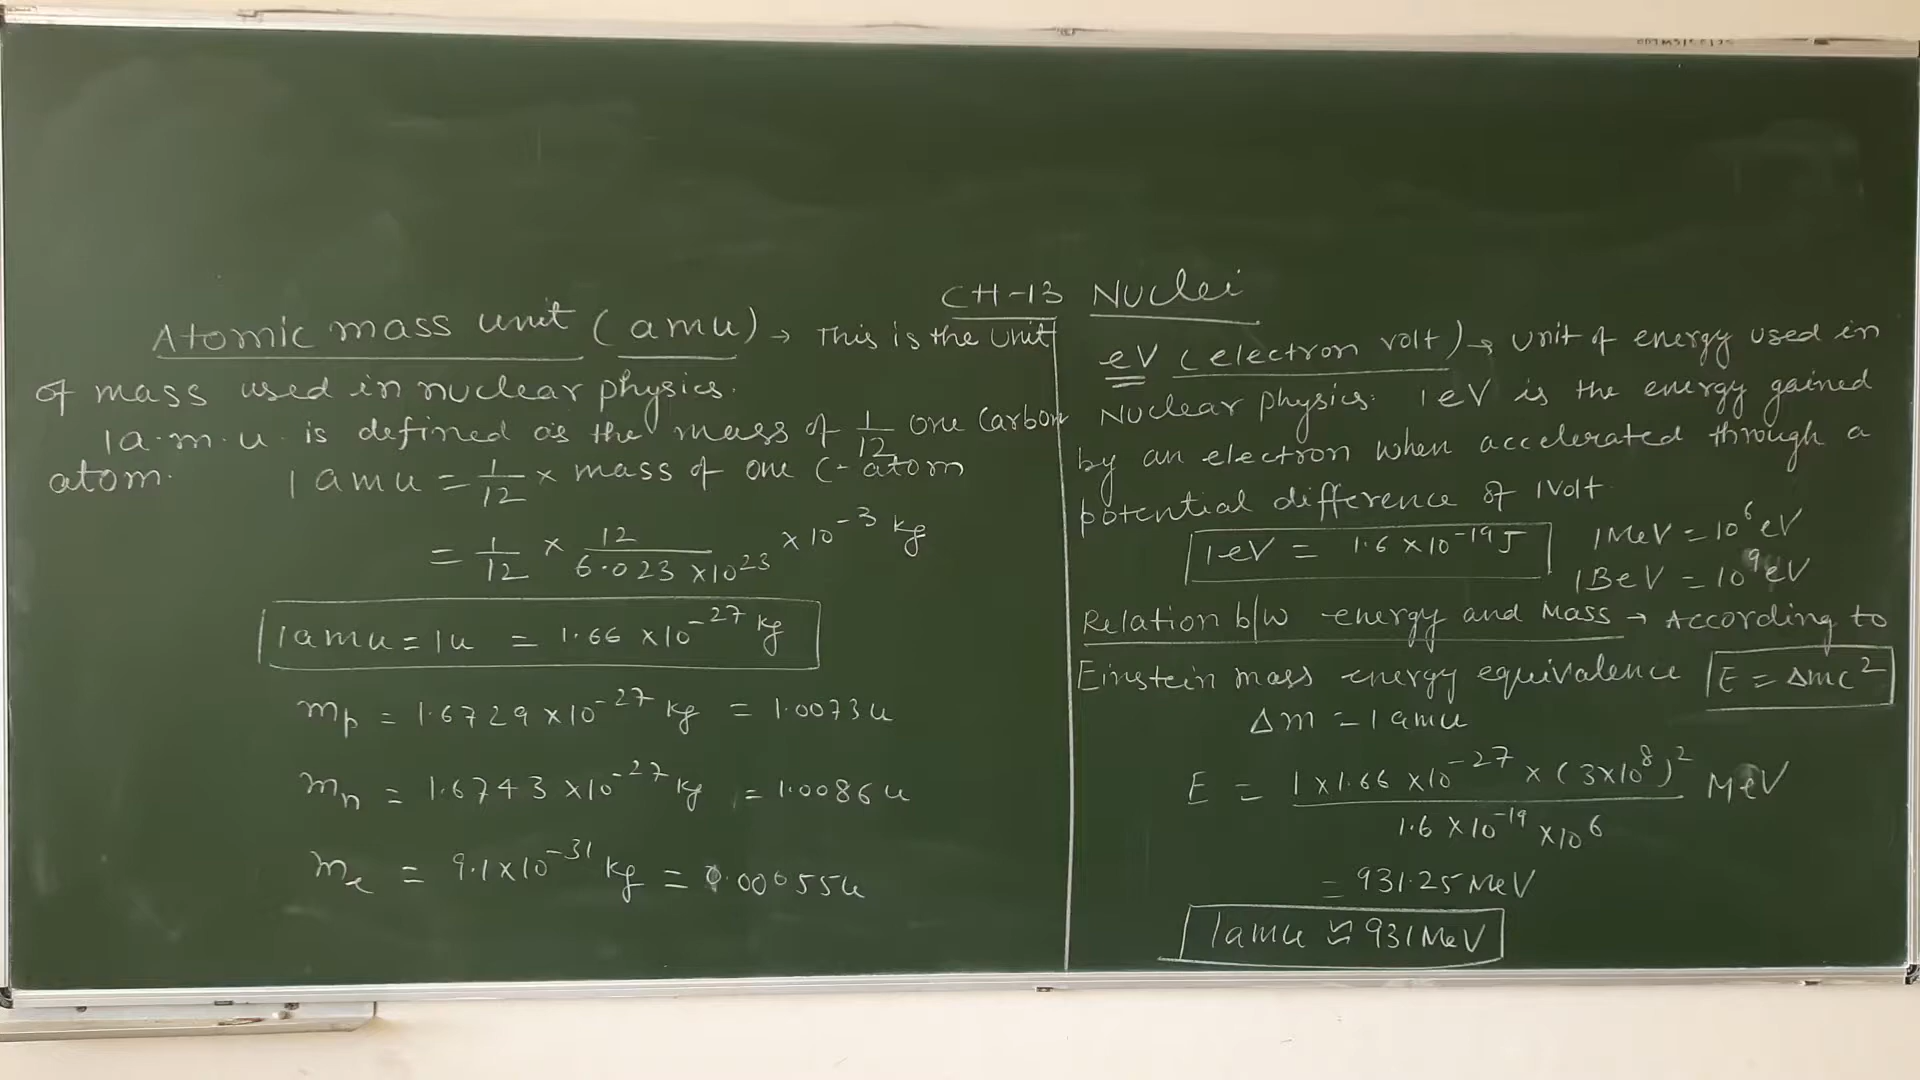 CH-13 Nuclei
Atomic mass unit (amu) → This is the unit
of mass used in nuclear physics.
1a.m.u. is defined as the mass of 1/12 one Carbon
atom.
1 amu = 1/12 × mass of one C-atom
= 1/12 × 12/(6.023 ×10^23) ×10^-3 kg
1amu = 1u = 1.66 ×10^-27 kg
mp = 1.6729 ×10^-27 kg = 1.0073u
mn = 1.6743 ×10^-27 kg = 1.0086u
me = 9.1×10^-31 kg = 0.00055u
eV (electron volt) → unit of energy used in
Nuclear physics. 1eV is the energy gained
by an electron when accelerated through a
potential difference of 1Volt.
1eV = 1.6 ×10^-19 J
1MeV = 10^6 eV
1BeV = 10^9 eV
Relation b/w energy and Mass → According to
Einstein mass energy equivalence E = Δmc^2
Δm = 1 amu
E = (1 × 1.66 ×10^-27 × (3×10^8)^2)/(1.6 ×10^-19 ×10^6) MeV
= 931.25 MeV
1amu ≌ 931MeV